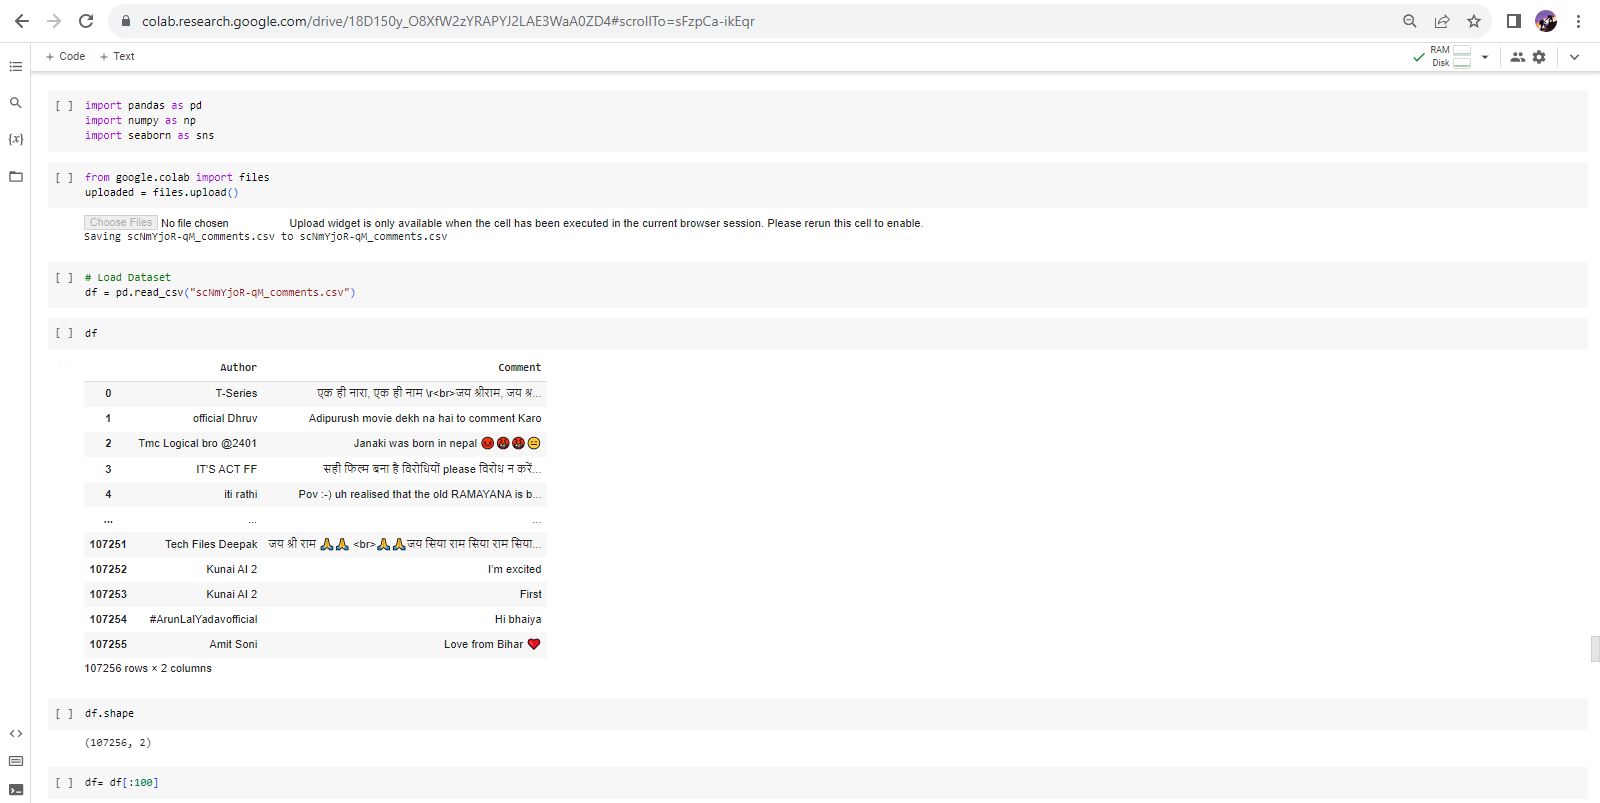 colab.research.google.com/drive/18D150y_O8XfW2zYRAPYJ2LAE3WaA0ZD4#scrollTo=sFzpCa-ikEqr
+ Code + Text
RAM
Disk
{x}
[ ] import pandas as pd
import numpy as np
import seaborn as sns
[ ] from google.colab import files
uploaded = files.upload()
Choose Files No file chosen Upload widget is only available when the cell has been executed in the current browser session. Please rerun this cell to enable.
Saving scNmYjoR-qM_comments.csv to scNmYjoR-qM_comments.csv
[ ] # Load Dataset
df = pd.read_csv("scNmYjoR-qM_comments.csv")
[ ] df
Author Comment
0 T-Series एक ही नारा, एक ही नाम \r<br>जय श्रीराम, जय श्र...
1 official Dhruv Adipurush movie dekh na hai to comment Karo
2 Tmc Logical bro @2401 Janaki was born in nepal 😡🤬🤬😑
3 IT'S ACT FF सही फिल्म बना है विरोधियों please विरोध न करें...
4 iti rathi Pov :-) uh realised that the old RAMAYANA is b...
... ... ...
107251 Tech Files Deepak जय श्री राम 🙏🙏 <br>🙏🙏जय सिया राम सिया राम सिया...
107252 Kunai AI 2 I'm excited
107253 Kunai AI 2 First
107254 #ArunLalYadavofficial Hi bhaiya
107255 Amit Soni Love from Bihar ❤️
107256 rows × 2 columns
[ ] df.shape
(107256, 2)
[ ] df= df[:100]